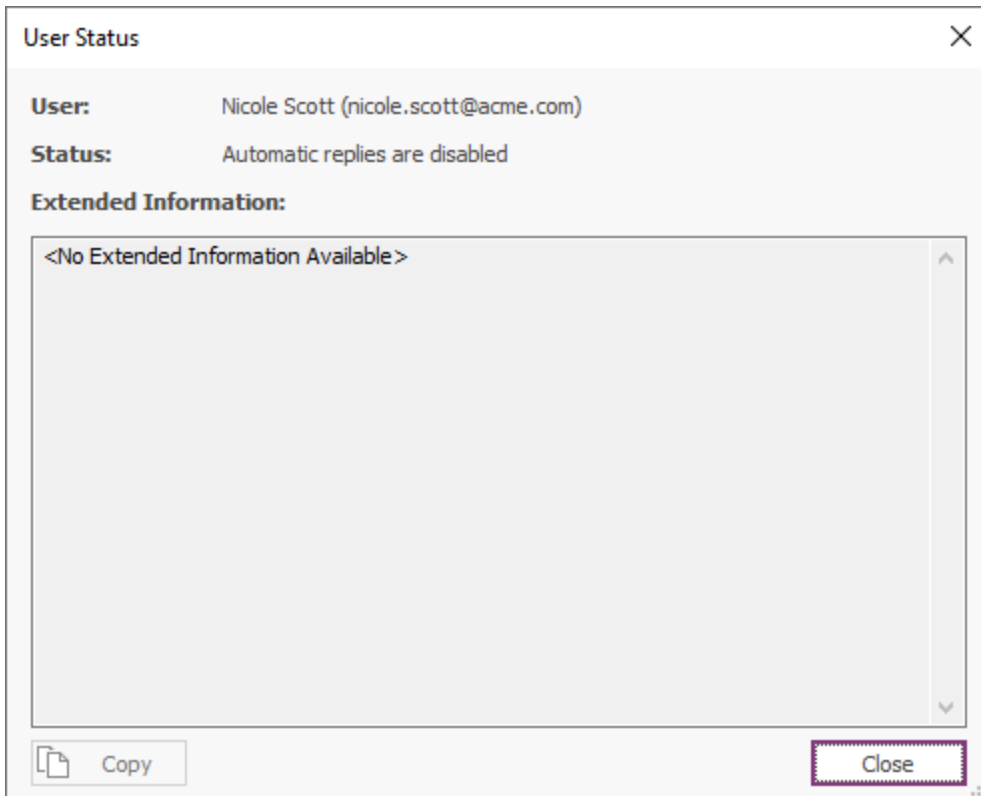 User Status
User: Nicole Scott (nicole.scott@acme.com)
Status: Automatic replies are disabled
Extended Information:
<No Extended Information Available>
Copy
Close